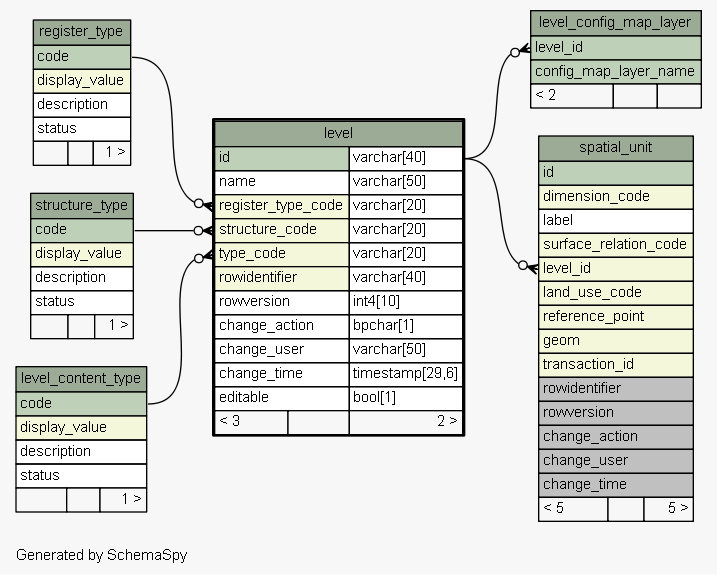 register_type
code
display_value
description
status
1 >
structure_type
code
display_value
description
status
1 >
level_content_type
code
display_value
description
status
1 >
level
id varchar[40]
name varchar[50]
register_type_code varchar[20]
structure_code varchar[20]
type_code varchar[20]
rowidentifier varchar[40]
rowversion int4[10]
change_action bpchar[1]
change_user varchar[50]
change_time timestamp[29,6]
editable bool[1]
< 3 2 >
level_config_map_layer
level_id
config_map_layer_name
< 2
spatial_unit
id
dimension_code
label
surface_relation_code
level_id
land_use_code
reference_point
geom
transaction_id
rowidentifier
rowversion
change_action
change_user
change_time
< 5 5 >
Generated by SchemaSpy